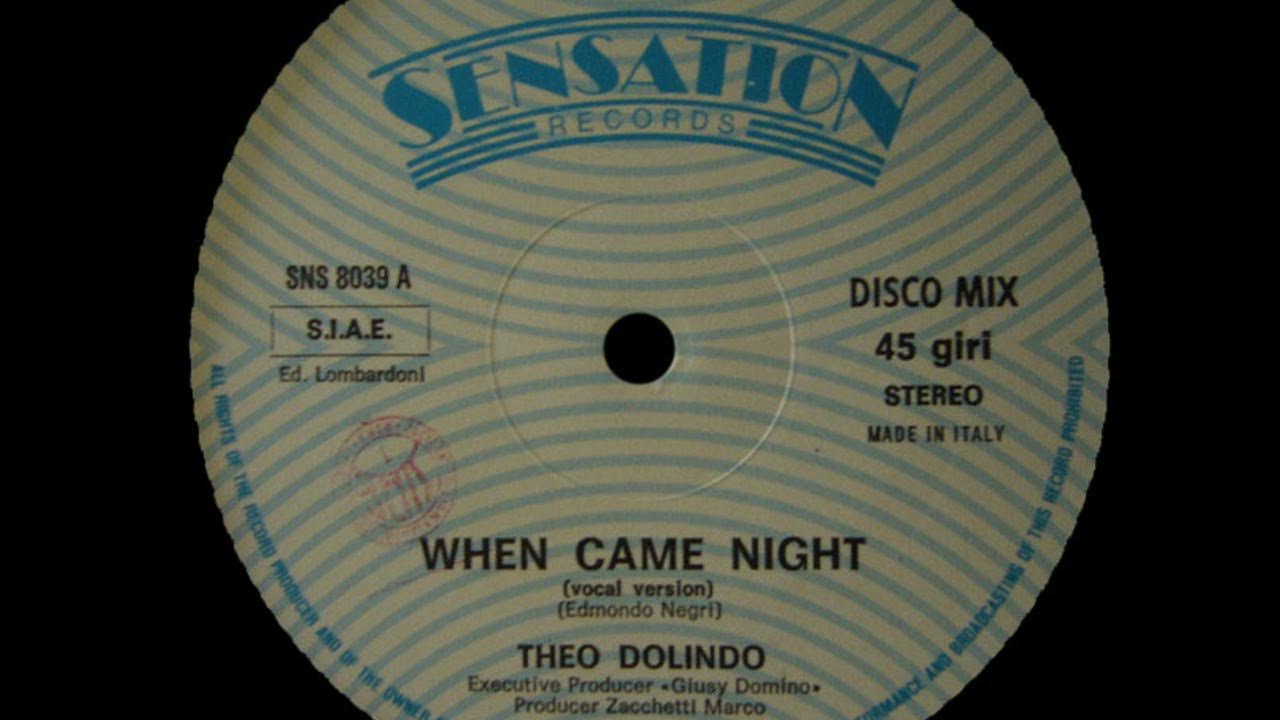 SENSATION
RECORDS
SNS 8039 A
S.I.A.E.
Ed. Lombardoni
DISCO MIX
45 giri
STEREO
MADE IN ITALY
WHEN CAME NIGHT
(vocal version)
(Edmondo Negri)
THEO DOLINDO
Executive Producer «Giusy Domino»
Producer Zacchetti Marco
ALL RIGHTS OF THE RECORD PRODUCER AND OF THE OWNER
AND BROADCASTING OF THIS RECORD PROHIBITED